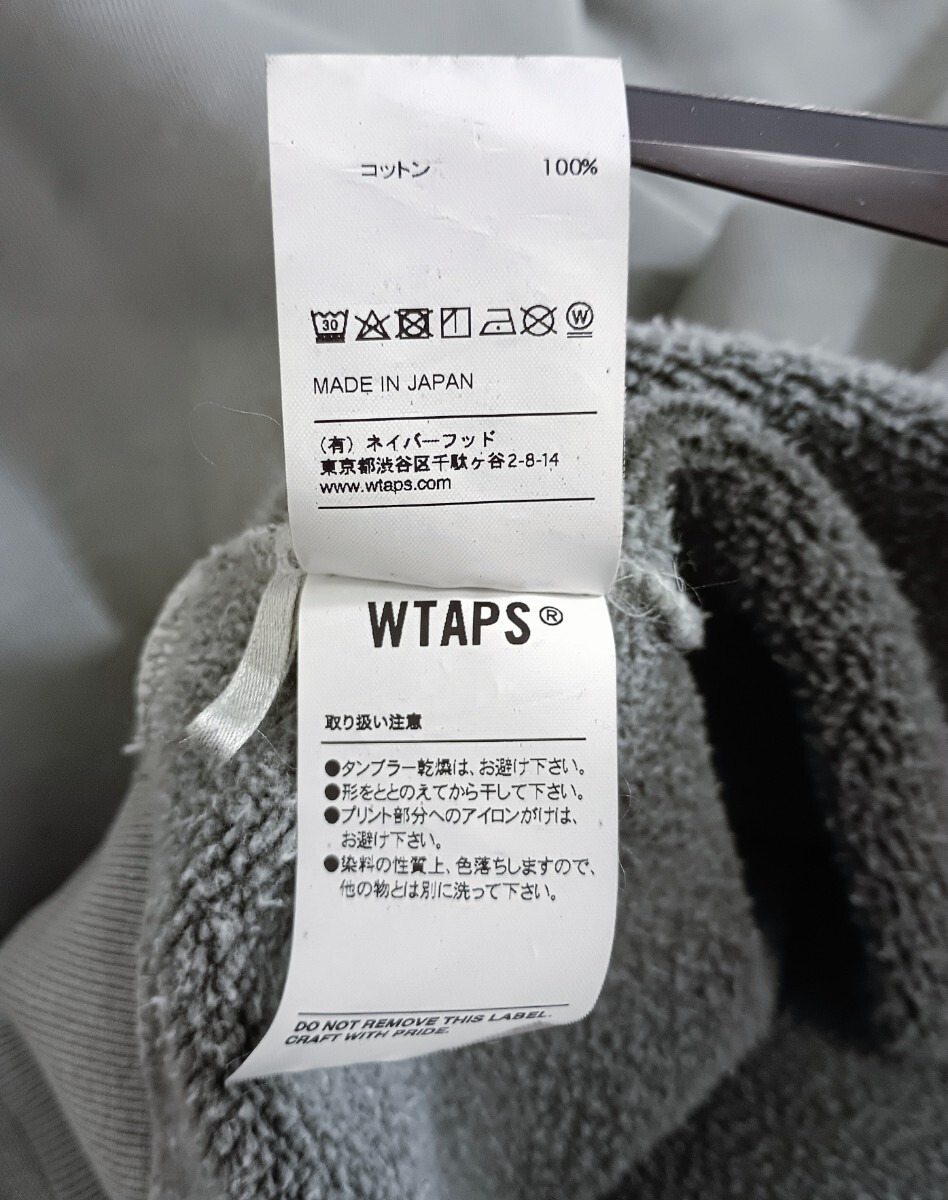 コットン 100%
30 W
MADE IN JAPAN
(有) ネイバーフッド
東京都渋谷区千駄ヶ谷2-8-14
www.wtaps.com
WTAPS®
取り扱い注意
●タンブラー乾燥は、お避け下さい。
●形をととのえてから干して下さい。
●プリント部分へのアイロンがけは、
お避け下さい。
●染料の性質上、色落ちしますので、
他の物とは別に洗って下さい。
DO NOT REMOVE THIS LABEL.
CRAFT WITH PRIDE.